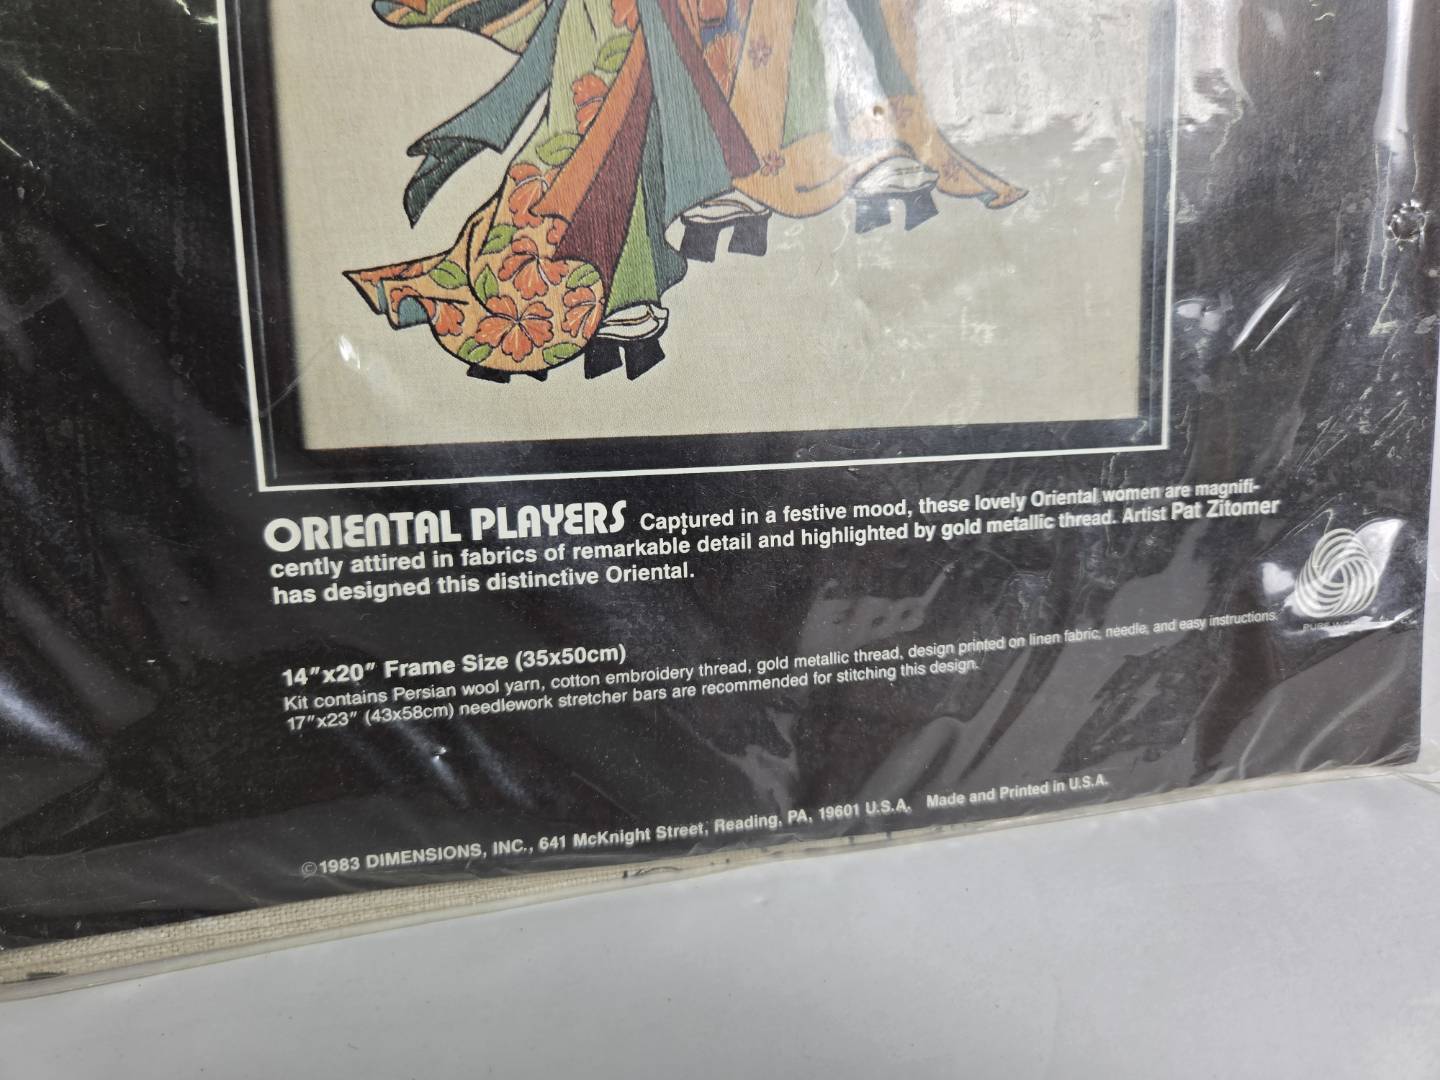 ORIENTAL PLAYERS Captured in a festive mood, these lovely Oriental women are magnifi-
cently attired in fabrics of remarkable detail and highlighted by gold metallic thread. Artist Pat Zitomer
has designed this distinctive Oriental.
14"x20" Frame Size (35x50cm)
Kit contains Persian wool yarn, cotton embroidery thread, gold metallic thread, design printed on linen fabric, needle, and easy instructions.
17"x23" (43x58cm) needlework stretcher bars are recommended for stitching this design.
©1983 DIMENSIONS, INC., 641 McKnight Street, Reading, PA, 19601 U.S.A. Made and Printed in U.S.A.